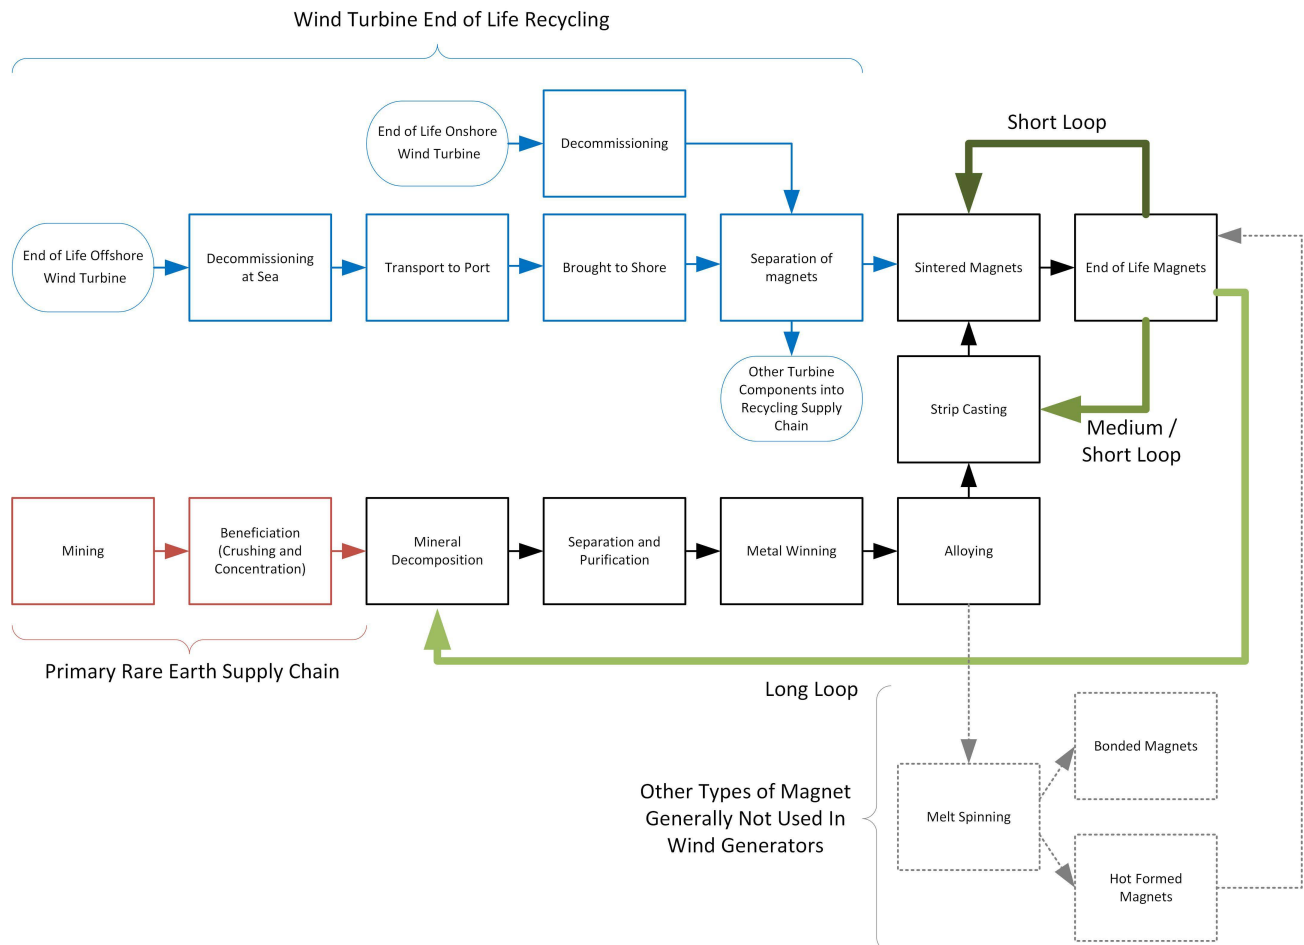 Wind Turbine End of Life Recycling
End of Life Onshore
Wind Turbine
Decommissioning
Short Loop
End of Life Offshore
Wind Turbine
Decommissioning
at Sea
Transport to Port
Brought to Shore
Separation of
magnets
Sintered Magnets
End of Life Magnets
Other Turbine
Components into
Recycling Supply
Chain
Strip Casting
Medium /
Short Loop
Mining
Beneficiation
(Crushing and
Concentration)
Mineral
Decomposition
Separation and
Purification
Metal Winning
Alloying
Primary Rare Earth Supply Chain
Long Loop
Other Types of Magnet
Generally Not Used In
Wind Generators
Melt Spinning
Bonded Magnets
Hot Formed
Magnets